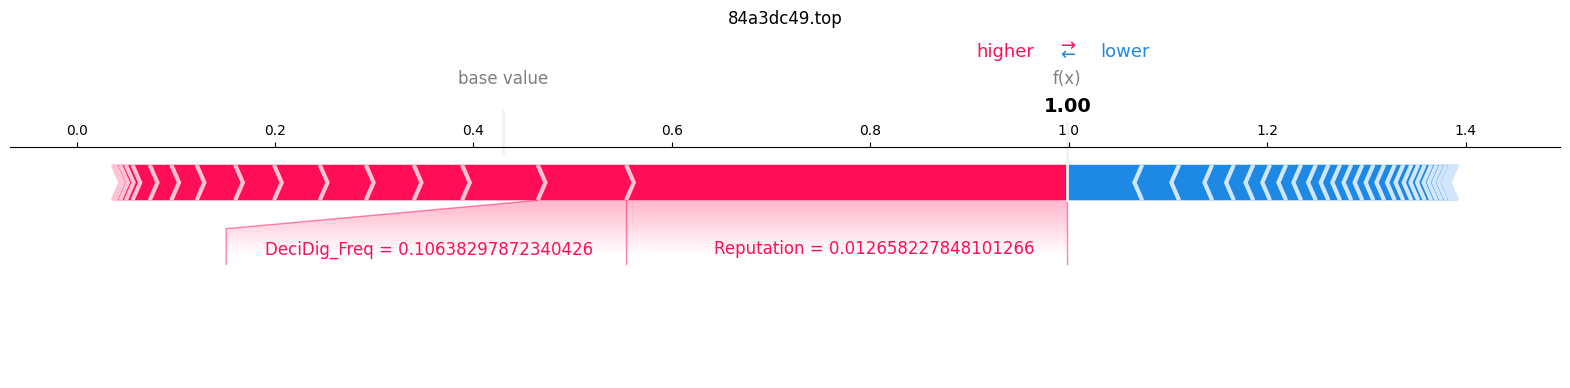 84a3dc49.top
higher → ← lower
base value f(x)
1.00
0.0 0.2 0.4 0.6 0.8 1.0 1.2 1.4
DeciDig_Freq = 0.10638297872340426 Reputation = 0.012658227848101266